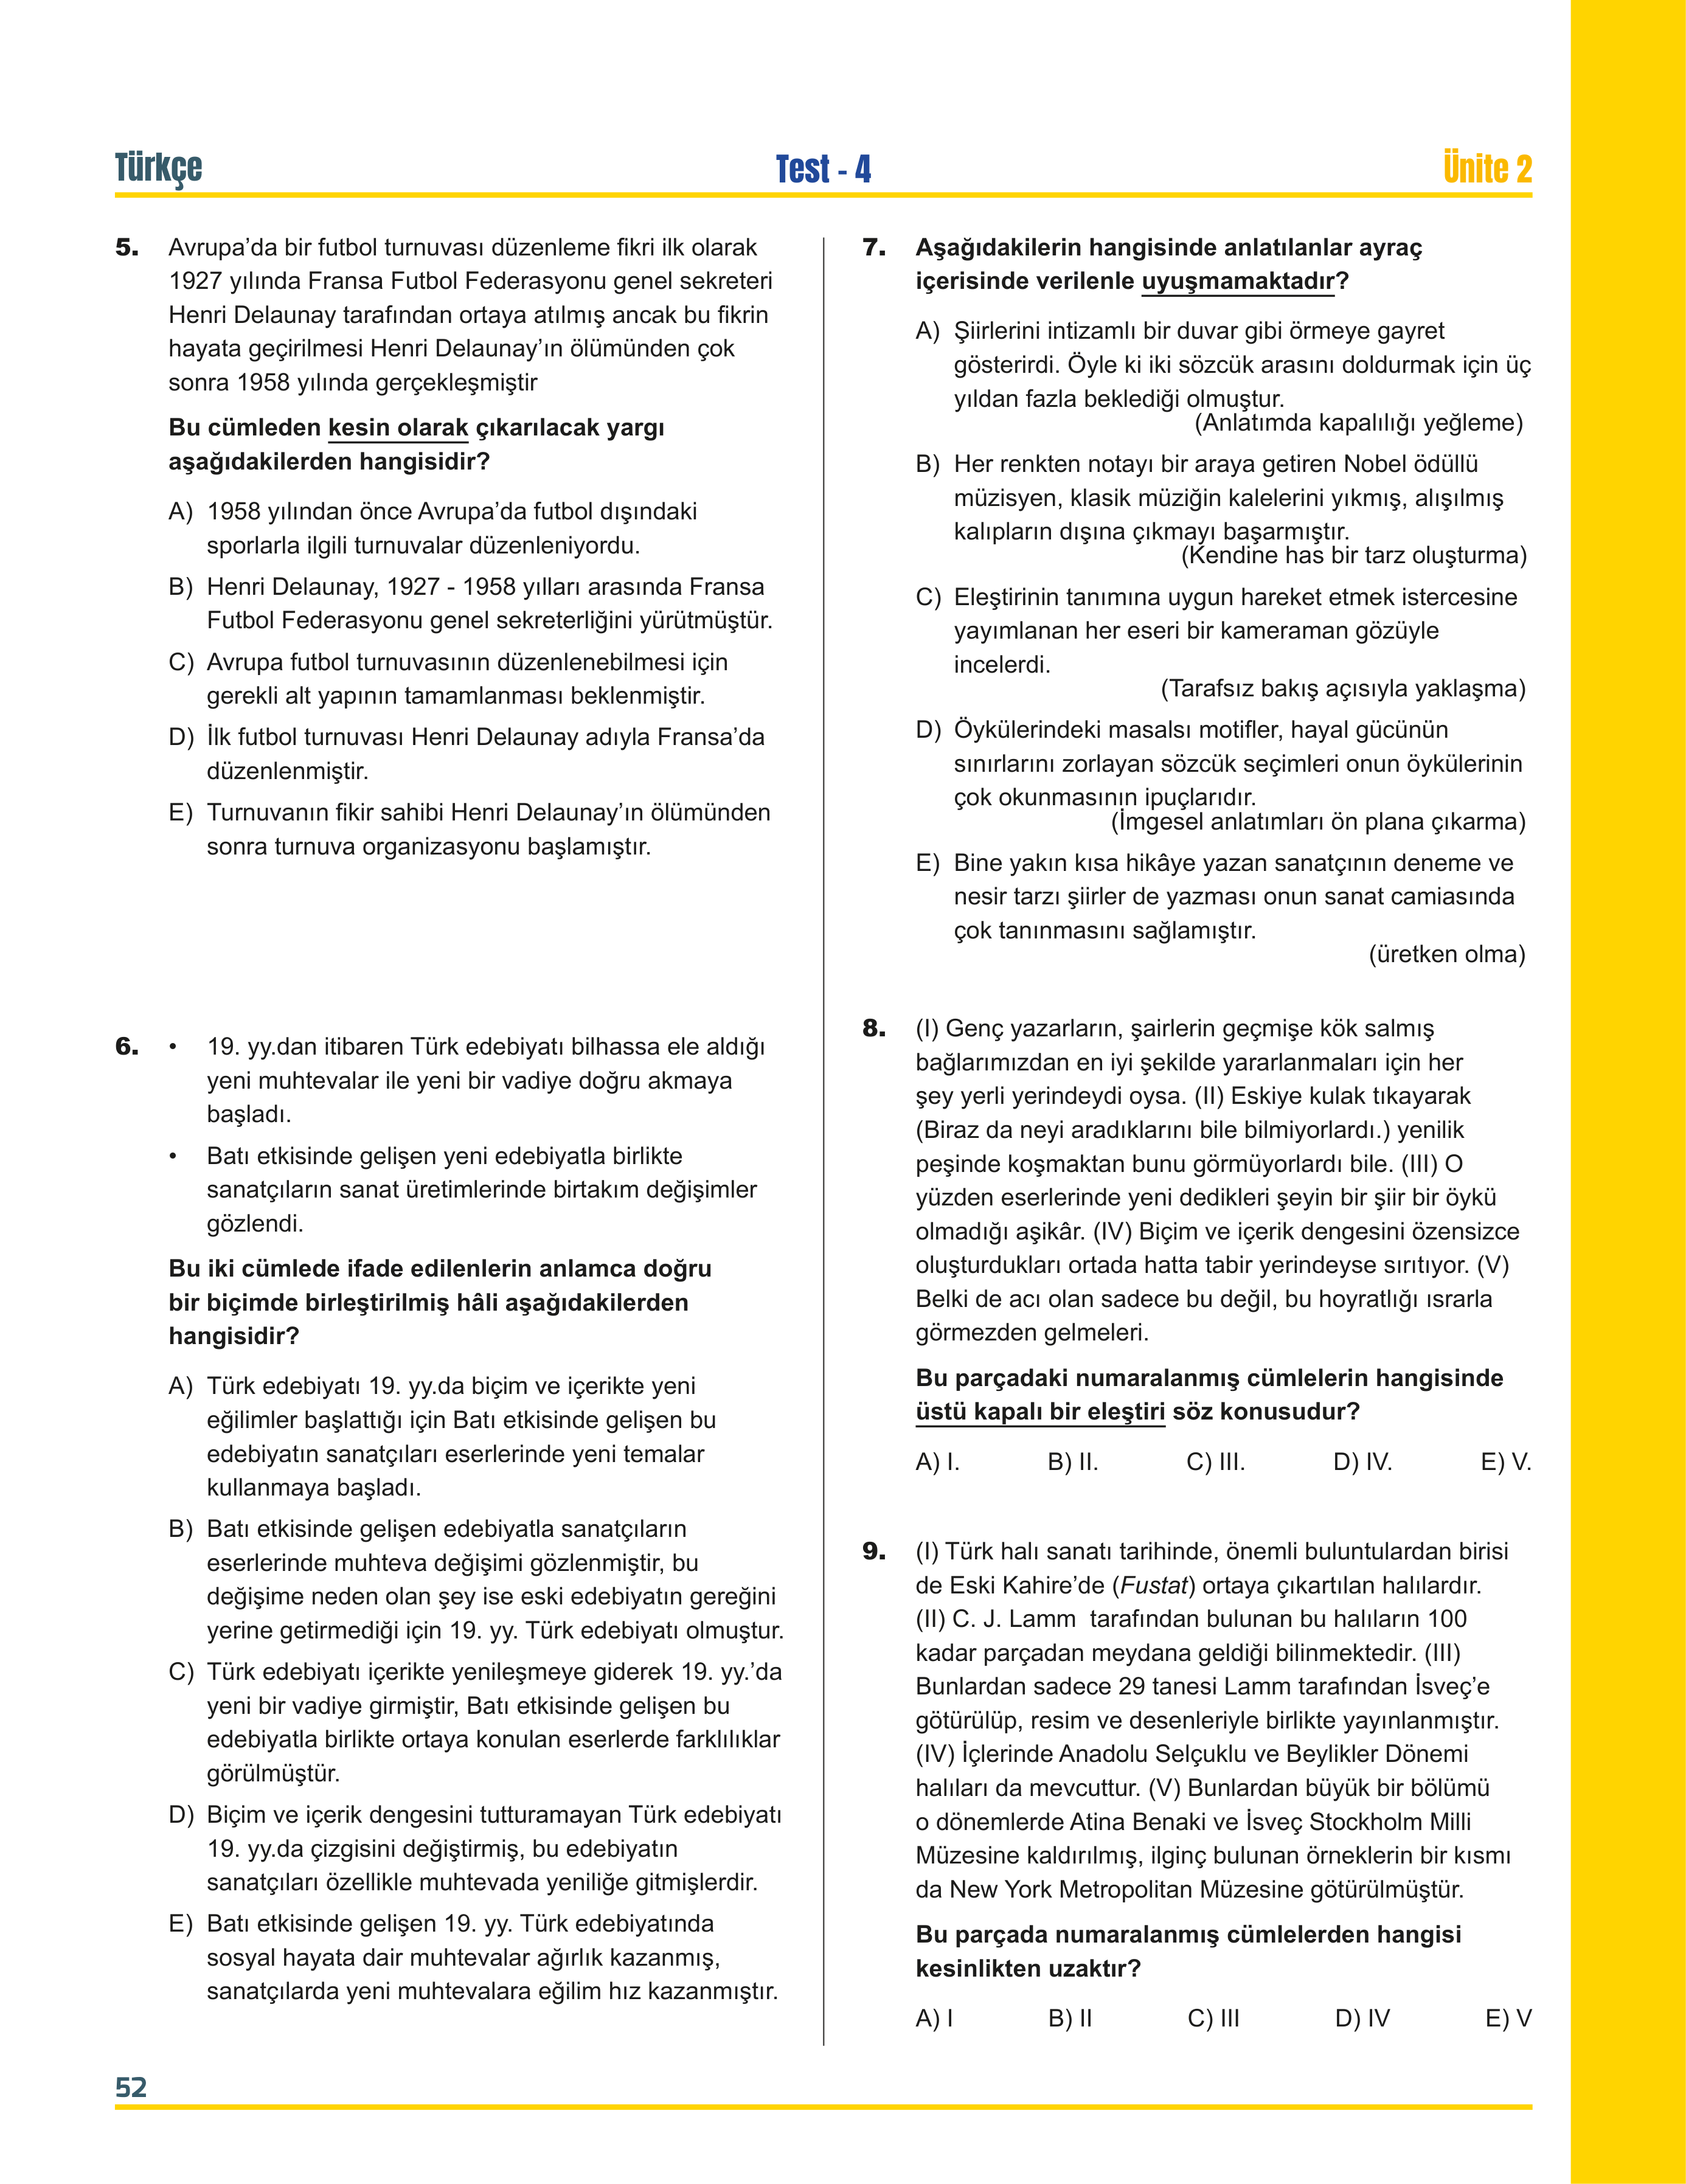 Türkçe
Test - 4
Ünite 2
5. Avrupa’da bir futbol turnuvası düzenleme fikri ilk olarak
1927 yılında Fransa Futbol Federasyonu genel sekreteri
Henri Delaunay tarafından ortaya atılmış ancak bu fikrin
hayata geçirilmesi Henri Delaunay’ın ölümünden çok
sonra 1958 yılında gerçekleşmiştir
Bu cümleden kesin olarak çıkarılacak yargı
aşağıdakilerden hangisidir?
A) 1958 yılından önce Avrupa’da futbol dışındaki
sporlarla ilgili turnuvalar düzenleniyordu.
B) Henri Delaunay, 1927 - 1958 yılları arasında Fransa
Futbol Federasyonu genel sekreterliğini yürütmüştür.
C) Avrupa futbol turnuvasının düzenlenebilmesi için
gerekli alt yapının tamamlanması beklenmiştir.
D) İlk futbol turnuvası Henri Delaunay adıyla Fransa’da
düzenlenmiştir.
E) Turnuvanın fikir sahibi Henri Delaunay’ın ölümünden
sonra turnuva organizasyonu başlamıştır.
6. • 19. yy.dan itibaren Türk edebiyatı bilhassa ele aldığı
yeni muhtevalar ile yeni bir vadiye doğru akmaya
başladı.
• Batı etkisinde gelişen yeni edebiyatla birlikte
sanatçıların sanat üretimlerinde birtakım değişimler
gözlendi.
Bu iki cümlede ifade edilenlerin anlamca doğru
bir biçimde birleştirilmiş hâli aşağıdakilerden
hangisidir?
A) Türk edebiyatı 19. yy.da biçim ve içerikte yeni
eğilimler başlattığı için Batı etkisinde gelişen bu
edebiyatın sanatçıları eserlerinde yeni temalar
kullanmaya başladı.
B) Batı etkisinde gelişen edebiyatla sanatçıların
eserlerinde muhteva değişimi gözlenmiştir, bu
değişime neden olan şey ise eski edebiyatın gereğini
yerine getirmediği için 19. yy. Türk edebiyatı olmuştur.
C) Türk edebiyatı içerikte yenileşmeye giderek 19. yy.’da
yeni bir vadiye girmiştir, Batı etkisinde gelişen bu
edebiyatla birlikte ortaya konulan eserlerde farklılıklar
görülmüştür.
D) Biçim ve içerik dengesini tutturamayan Türk edebiyatı
19. yy.da çizgisini değiştirmiş, bu edebiyatın
sanatçıları özellikle muhtevada yeniliğe gitmişlerdir.
E) Batı etkisinde gelişen 19. yy. Türk edebiyatında
sosyal hayata dair muhtevalar ağırlık kazanmış,
sanatçılarda yeni muhtevalara eğilim hız kazanmıştır.
7. Aşağıdakilerin hangisinde anlatılanlar ayraç
içerisinde verilenle uyuşmamaktadır?
A) Şiirlerini intizamlı bir duvar gibi örmeye gayret
gösterirdi. Öyle ki iki sözcük arasını doldurmak için üç
yıldan fazla beklediği olmuştur.
(Anlatımda kapalılığı yeğleme)
B) Her renkten notayı bir araya getiren Nobel ödüllü
müzisyen, klasik müziğin kalelerini yıkmış, alışılmış
kalıpların dışına çıkmayı başarmıştır.
(Kendine has bir tarz oluşturma)
C) Eleştirinin tanımına uygun hareket etmek istercesine
yayımlanan her eseri bir kameraman gözüyle
incelerdi.
(Tarafsız bakış açısıyla yaklaşma)
D) Öykülerindeki masalsı motifler, hayal gücünün
sınırlarını zorlayan sözcük seçimleri onun öykülerinin
çok okunmasının ipuçlarıdır.
(İmgesel anlatımları ön plana çıkarma)
E) Bine yakın kısa hikâye yazan sanatçının deneme ve
nesir tarzı şiirler de yazması onun sanat camiasında
çok tanınmasını sağlamıştır.
(üretken olma)
8. (I) Genç yazarların, şairlerin geçmişe kök salmış
bağlarımızdan en iyi şekilde yararlanmaları için her
şey yerli yerindeydi oysa. (II) Eskiye kulak tıkayarak
(Biraz da neyi aradıklarını bile bilmiyorlardı.) yenilik
peşinde koşmaktan bunu görmüyorlardı bile. (III) O
yüzden eserlerinde yeni dedikleri şeyin bir şiir bir öykü
olmadığı aşikâr. (IV) Biçim ve içerik dengesini özensizce
oluşturdukları ortada hatta tabir yerindeyse sırıtıyor. (V)
Belki de acı olan sadece bu değil, bu hoyratlığı ısrarla
görmezden gelmeleri.
Bu parçadaki numaralanmış cümlelerin hangisinde
üstü kapalı bir eleştiri söz konusudur?
A) I. B) II. C) III. D) IV. E) V.
9. (I) Türk halı sanatı tarihinde, önemli buluntulardan birisi
de Eski Kahire’de (Fustat) ortaya çıkartılan halılardır.
(II) C. J. Lamm tarafından bulunan bu halıların 100
kadar parçadan meydana geldiği bilinmektedir. (III)
Bunlardan sadece 29 tanesi Lamm tarafından İsveç’e
götürülüp, resim ve desenleriyle birlikte yayınlanmıştır.
(IV) İçlerinde Anadolu Selçuklu ve Beylikler Dönemi
halıları da mevcuttur. (V) Bunlardan büyük bir bölümü
o dönemlerde Atina Benaki ve İsveç Stockholm Milli
Müzesine kaldırılmış, ilginç bulunan örneklerin bir kısmı
da New York Metropolitan Müzesine götürülmüştür.
Bu parçada numaralanmış cümlelerden hangisi
kesinlikten uzaktır?
A) I B) II C) III D) IV E) V
52